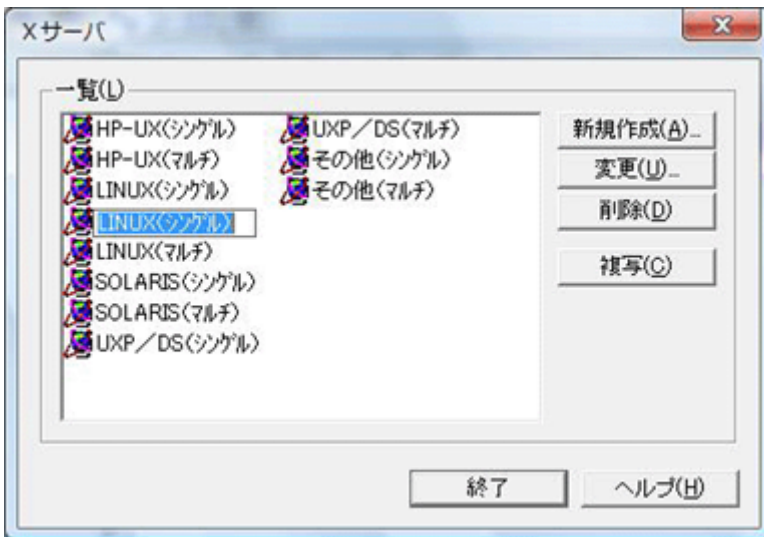 Xサーバ
一覧(L)
HP-UX(ｼﾝｸﾞﾙ)
HP-UX(ﾏﾙﾁ)
LINUX(ｼﾝｸﾞﾙ)
LINUX(ｼﾝｸﾞﾙ)
LINUX(ﾏﾙﾁ)
SOLARIS(ｼﾝｸﾞﾙ)
SOLARIS(ﾏﾙﾁ)
UXP／DS(ｼﾝｸﾞﾙ)
UXP／DS(ﾏﾙﾁ)
その他(ｼﾝｸﾞﾙ)
その他(ﾏﾙﾁ)
新規作成(A)...
変更(U)...
削除(D)
複写(C)
終了
ヘルプ(H)